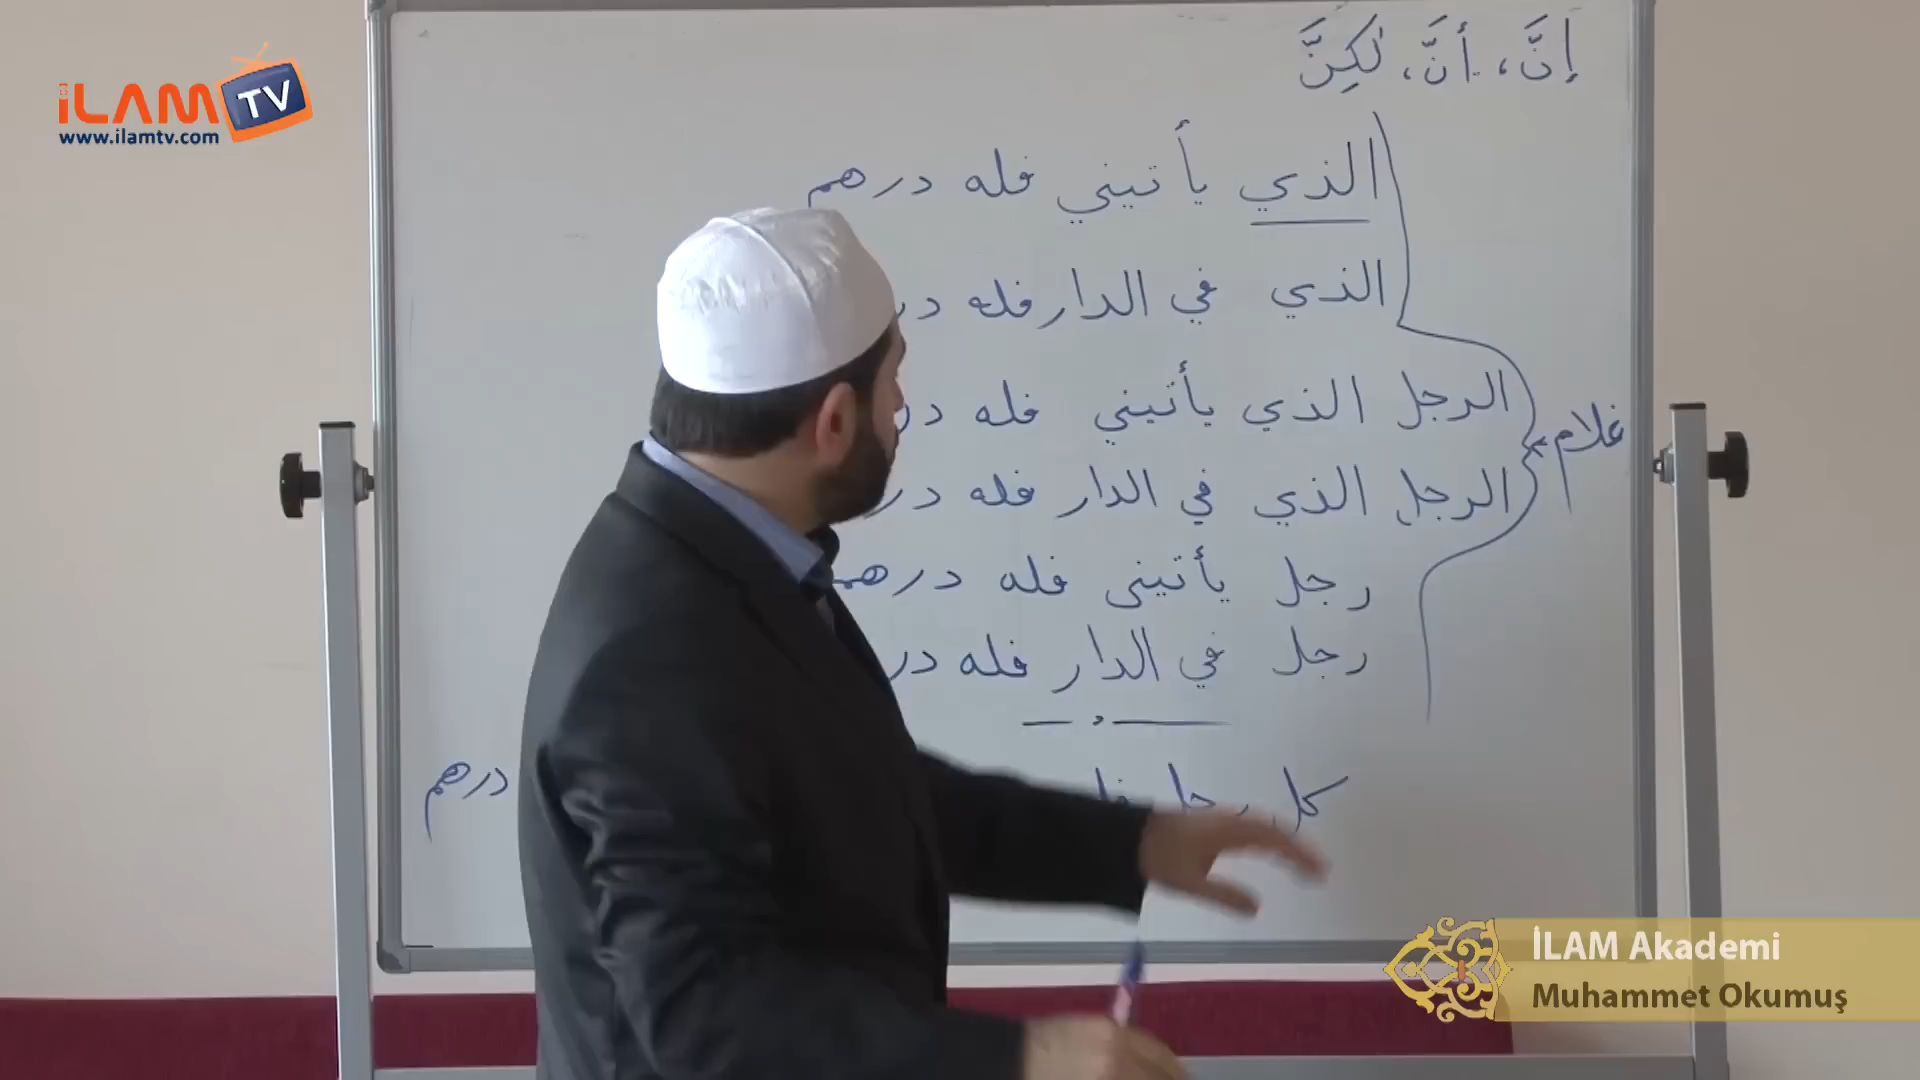 iLAM TV
www.ilamtv.com
إنَّ، أنَّ، لٰكِنَّ
الذي يأتيني فله درهم
الذي في الدار فله
الرجل الذي يأتيني فله
الرجل الذي في الدار فله
غلام
رجل يأتيني فله درهم
رجل في الدار فله
كل رجل درهم
İLAM Akademi
Muhammet Okumuş